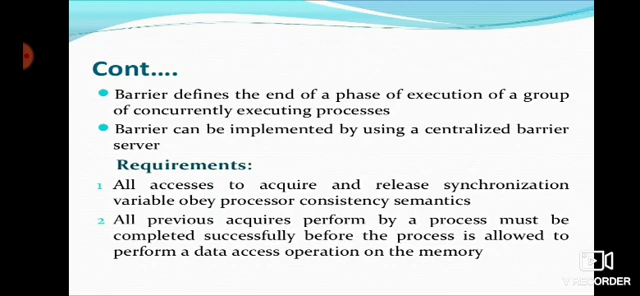 Cont....
Barrier defines the end of a phase of execution of a group
of concurrently executing processes
Barrier can be implemented by using a centralized barrier
server
Requirements:
1 All accesses to acquire and release synchronization
variable obey processor consistency semantics
2 All previous acquires perform by a process must be
completed successfully before the process is allowed to
perform a data access operation on the memory
V RECORDER